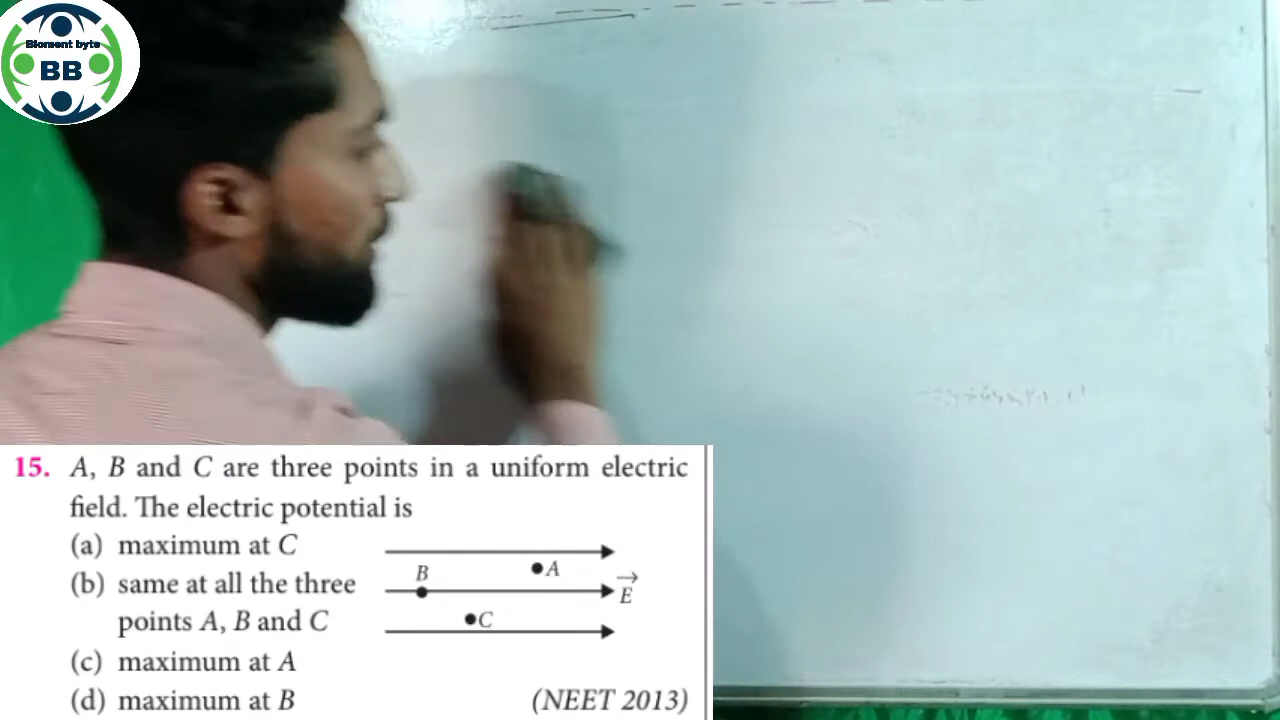 Bioment byte
BB
15. A, B and C are three points in a uniform electric
field. The electric potential is
(a) maximum at C
(b) same at all the three
points A, B and C
(c) maximum at A
(d) maximum at B
(NEET 2013)
B
A
E
C